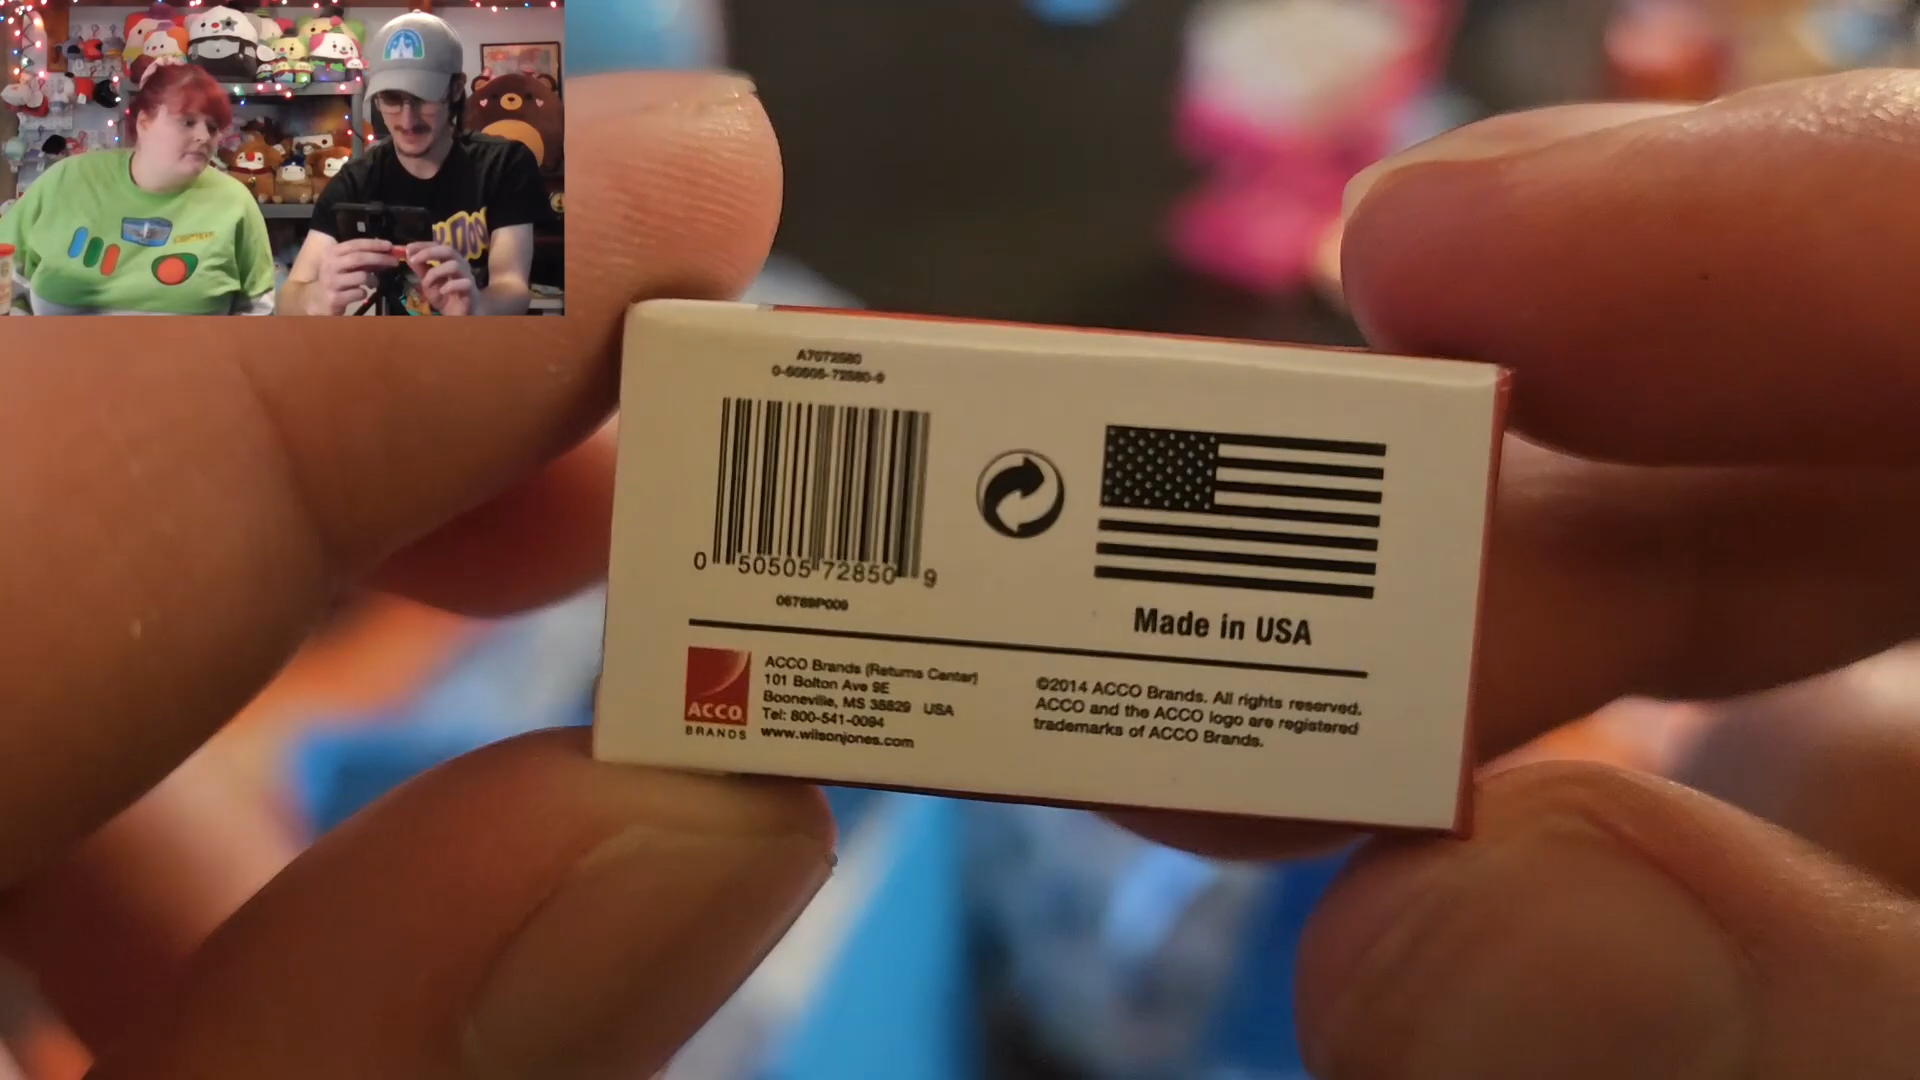 A7072580
0-50505-72580-9
0 50505 72850 9
06789P009
Made in USA
ACCO
BRANDS
ACCO Brands (Returns Center)
101 Bolton Ave SE
Booneville, MS 38829 USA
Tel: 800-541-0094
www.wilsonjones.com
©2014 ACCO Brands. All rights reserved.
ACCO and the ACCO logo are registered
trademarks of ACCO Brands.